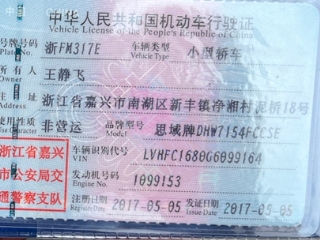 中华人民共和国机动车行驶证
Vehicle License of the People's Republic of China
号牌号码 浙FM317E 车辆类型 小型轿车
Plate No. Vehicle Type
所有人 王静飞
Owner
浙江省嘉兴市南湖区新丰镇净相村泥桥18号
使用性质 非营运 品牌型号 思域牌DHW7154FCCSE
Use Character Model
浙江省嘉兴
市公安局交
通警察支队
车辆识别代号 LVHFC1680G6099164
VIN
发动机号码 1099153
Engine No.
注册日期 2017-05-05 发证日期 2017-05-05
Register Date Issue Date